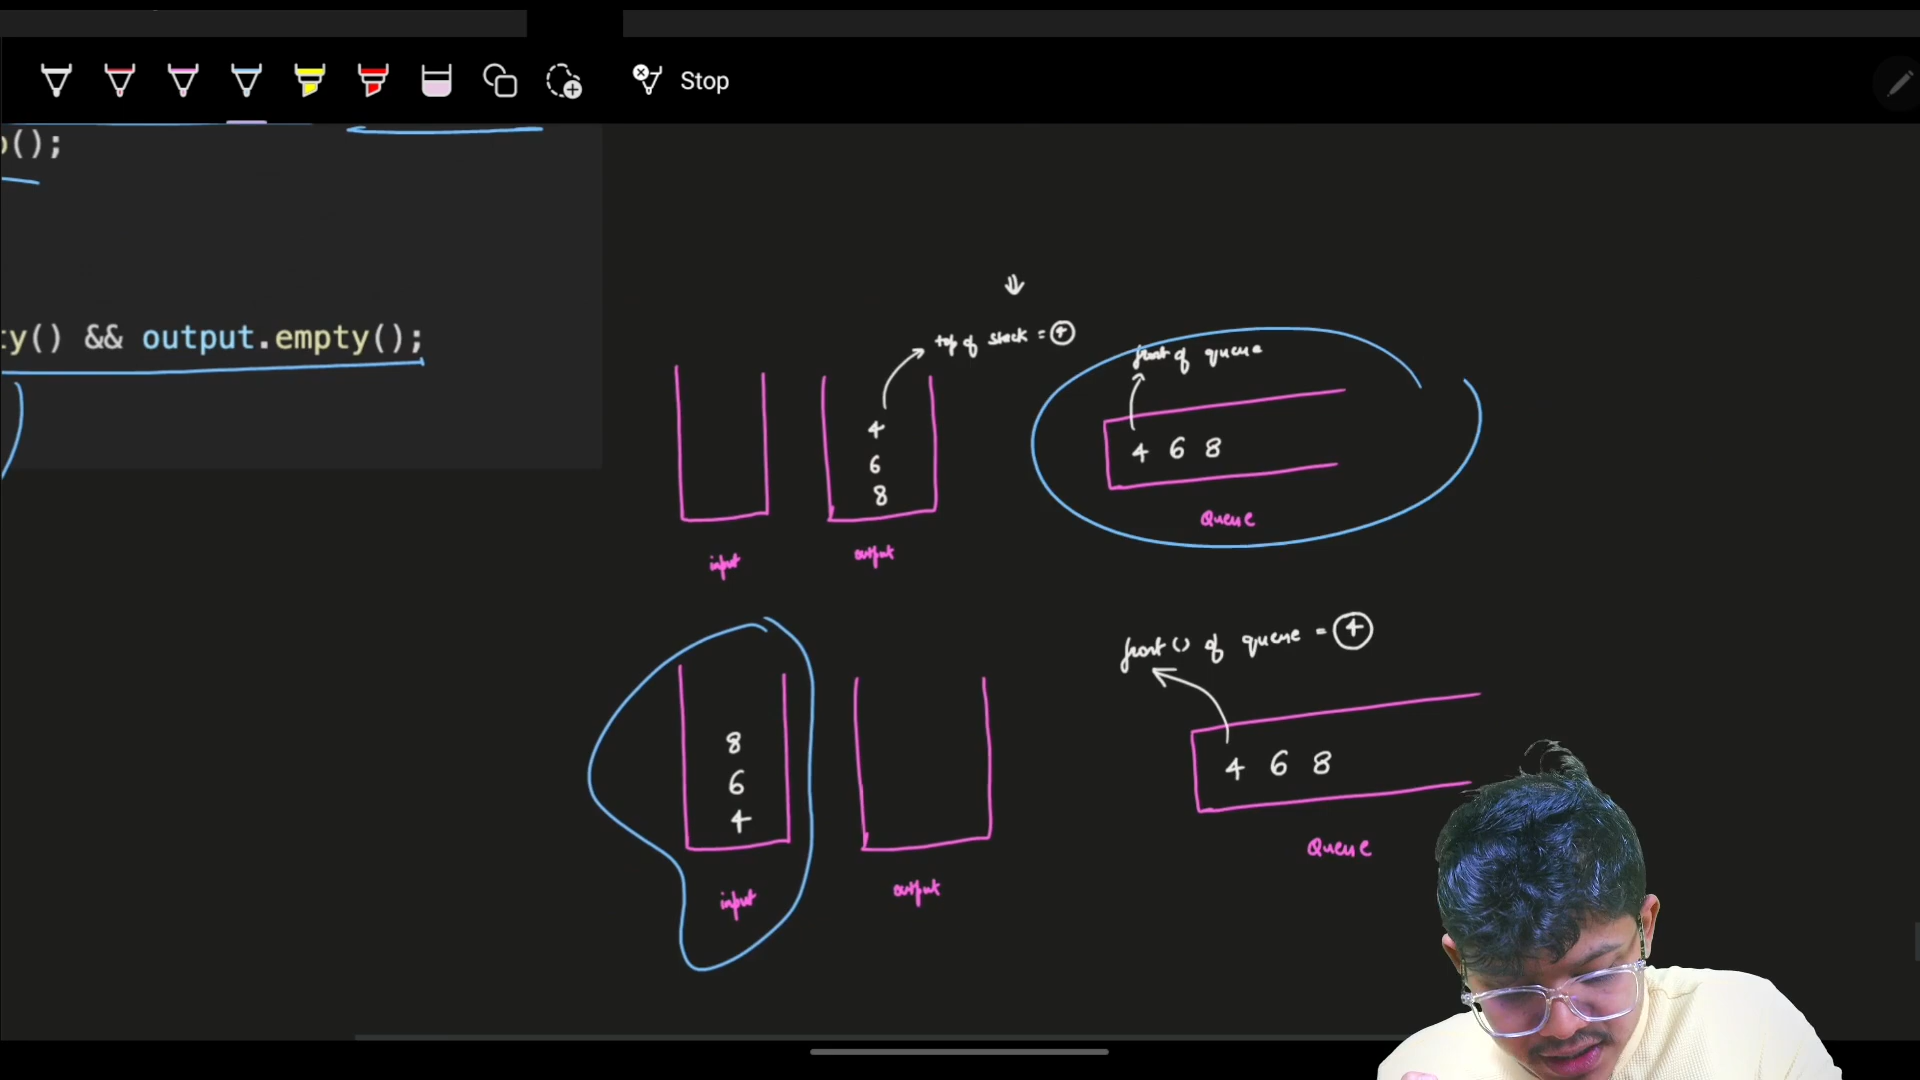 Stop
();
ty() && output.empty();
top of stack = 4
front of queue
4
6
8
4 6 8
Queue
input
output
front() of queue = 4
8
6
4
4 6 8
Queue
input
output